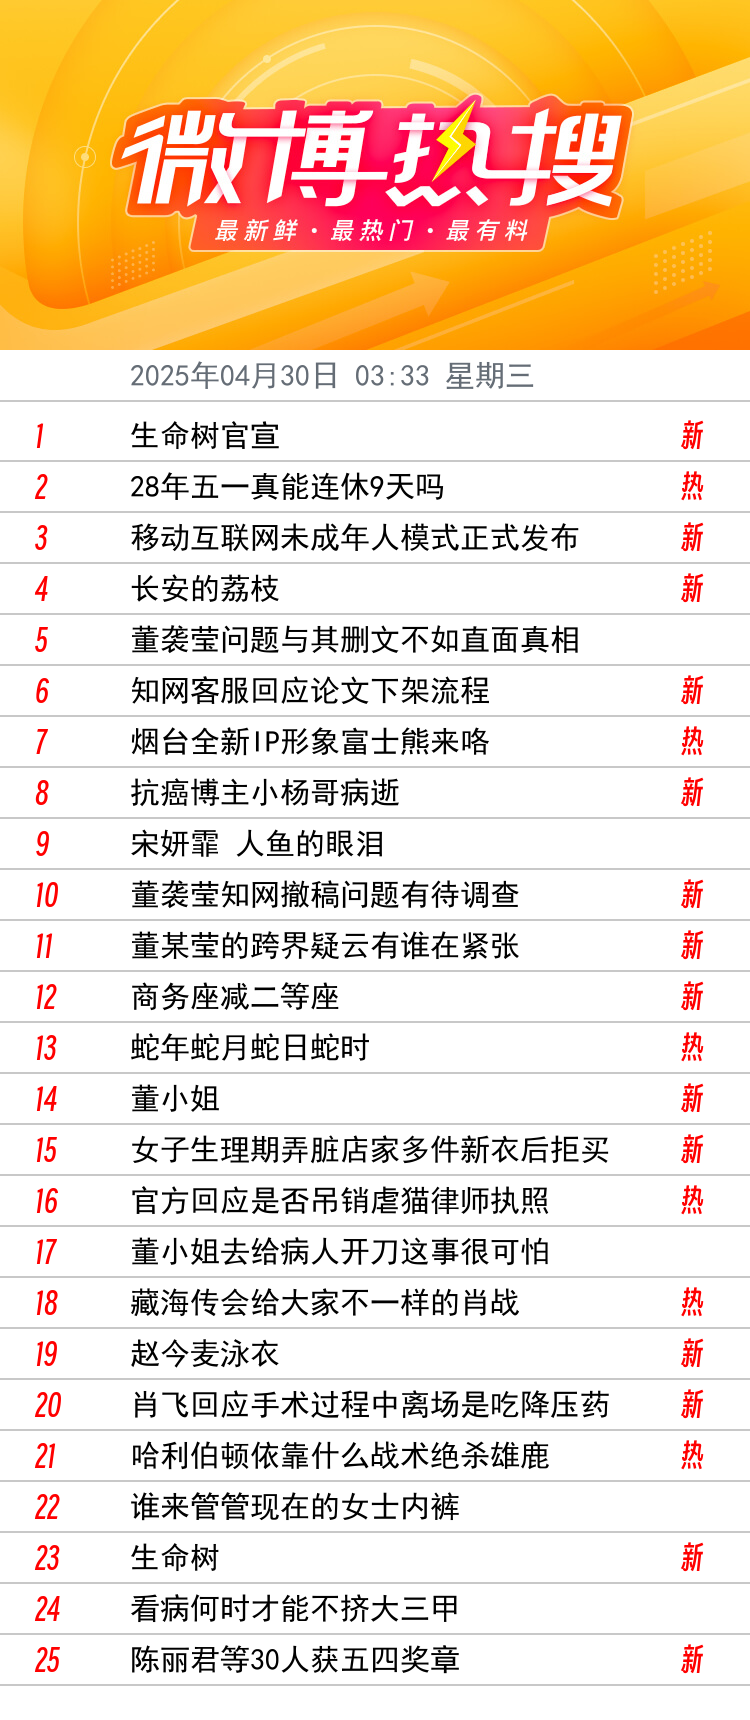 微博热搜
最新鲜·最热门·最有料
2025年04月30日 03:33 星期三
1 生命树官宣 新
2 28年五一真能连休9天吗 热
3 移动互联网未成年人模式正式发布 新
4 长安的荔枝 新
5 董袭莹问题与其删文不如直面真相
6 知网客服回应论文下架流程 新
7 烟台全新IP形象富士熊来咯 热
8 抗癌博主小杨哥病逝 新
9 宋妍霏 人鱼的眼泪
10 董袭莹知网撤稿问题有待调查 新
11 董某莹的跨界疑云有谁在紧张 新
12 商务座减二等座 新
13 蛇年蛇月蛇日蛇时 热
14 董小姐 新
15 女子生理期弄脏店家多件新衣后拒买 新
16 官方回应是否吊销虐猫律师执照 热
17 董小姐去给病人开刀这事很可怕
18 藏海传会给大家不一样的肖战 热
19 赵今麦泳衣 新
20 肖飞回应手术过程中离场是吃降压药 新
21 哈利伯顿依靠什么战术绝杀雄鹿 热
22 谁来管管现在的女士内裤
23 生命树 新
24 看病何时才能不挤大三甲
25 陈丽君等30人获五四奖章 新